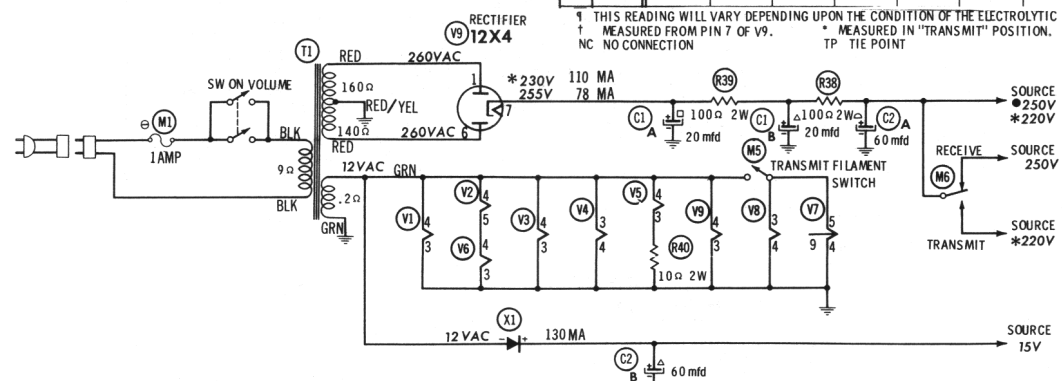 ¶ THIS READING WILL VARY DEPENDING UPON THE CONDITION OF THE ELECTROLYTIC
† MEASURED FROM PIN 7 OF V9. * MEASURED IN "TRANSMIT" POSITION.
NC NO CONNECTION TP TIE POINT
RECTIFIER
V9 12X4
T1
RED 260VAC
SW ON VOLUME
160Ω
RED/YEL
1
7
*230V 110 MA
255V 78 MA
R39
R38
SOURCE
●250V
*220V
⊖ M1
1AMP
BLK
140Ω
260VAC 6
RED
C1 A
20 mfd
100Ω 2W
C1 B
20 mfd
100Ω 2W
C2 A
60 mfd
9Ω
BLK
12VAC GRN
.2Ω
GRN
M5 TRANSMIT FILAMENT
SWITCH
RECEIVE
SOURCE
250V
M6
TRANSMIT
SOURCE
*220V
V1 4 3
V2 4 5
V6 4 3
V3 4 3
V4 4 3
V5 4 3
R40
10Ω 2W
V9 4 3
V8 3 4
V7 5 9 4
X1
12VAC - + 130MA
C2 B
60 mfd
SOURCE
15V